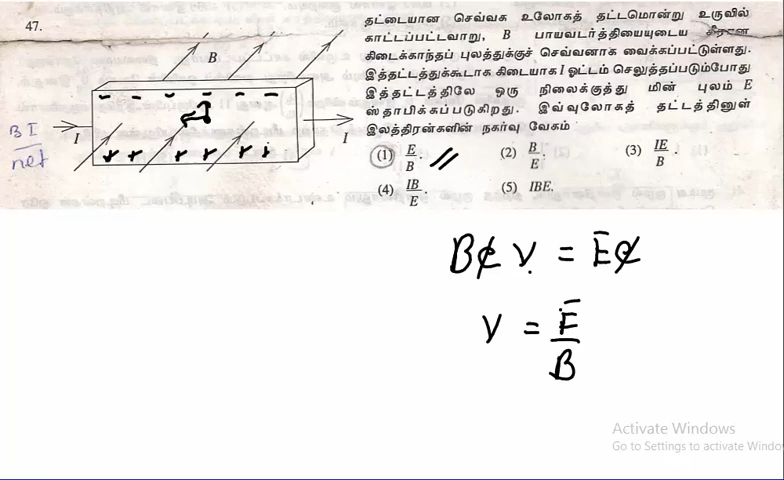 47.
தட்டையான செவ்வக உலோகத் தட்டமொன்று உருவில்
காட்டப்பட்டவாறு, B பாயவடர்த்தியையுடைய சீரான
கிடைக்காந்தப் புலத்துக்குச் செவ்வனாக வைக்கப்பட்டுள்ளது.
இத்தட்டத்துக்கூடாக கிடையாக I ஓட்டம் செலுத்தப்படும்போது
இத்தட்டத்திலே ஒரு நிலைக்குத்து மின் புலம் E
ஸ்தாபிக்கப்படுகிறது. இவ்வுலோகத் தட்டத்தினுள்
இலத்திரன்களின் நகர்வு வேகம்
(1) E/B. (2) B/E. (3) IE/B.
(4) IB/E. (5) IBE.
B
I
I
BI/net
Be v = Ee
v = E/B
Activate Windows
Go to Settings to activate Windo